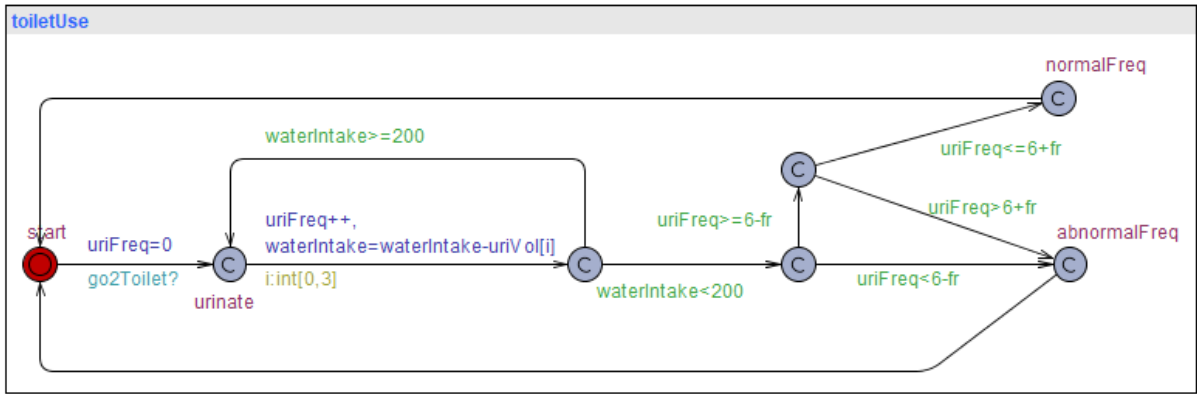 toiletUse
normalFreq
waterIntake>=200
C
C
uriFreq<=6+fr
start
uriFreq=0
go2Toilet?
C
urinate
uriFreq++,
waterIntake=waterIntake-uriVol[i]
i:int[0,3]
C
waterIntake<200
uriFreq>=6-fr
C
uriFreq>6+fr
uriFreq<6-fr
abnormalFreq
C